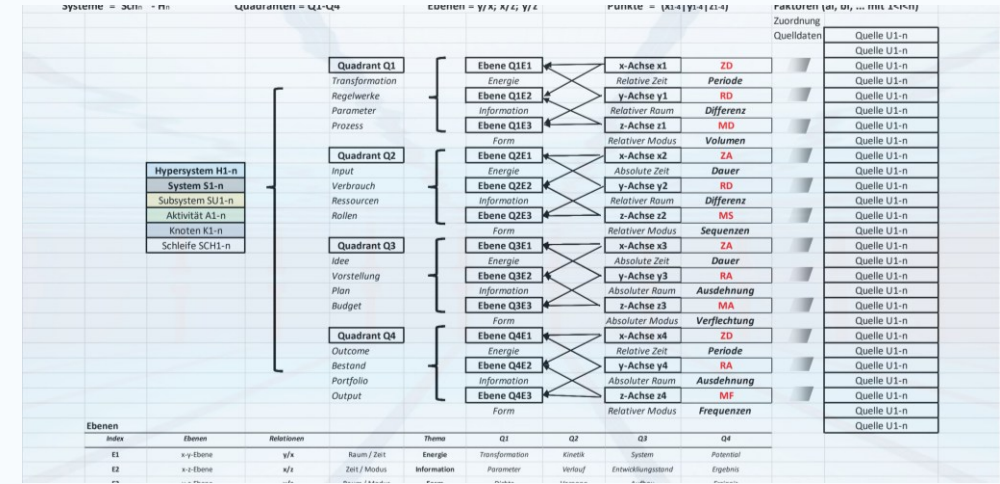 Systeme = Sch - H Quadranten = Q1-Q4 Ebenen = y/x; x/z; y/z Punkte = (x1-4|y1-4|z1-4) Faktoren (ai, bi, ... mit 1<i<n)
Zuordnung
Quelldaten Quelle U1-n
Quelle U1-n
Quadrant Q1 Ebene Q1E1 x-Achse x1 ZD Quelle U1-n
Transformation Energie Relative Zeit Periode Quelle U1-n
Regelwerke Ebene Q1E2 y-Achse y1 RD Quelle U1-n
Parameter Information Relativer Raum Differenz Quelle U1-n
Prozess Ebene Q1E3 z-Achse z1 MD Quelle U1-n
Form Relativer Modus Volumen Quelle U1-n
Quadrant Q2 Ebene Q2E1 x-Achse x2 ZA Quelle U1-n
Hypersystem H1-n Input Energie Absolute Zeit Dauer Quelle U1-n
System S1-n Verbrauch Ebene Q2E2 y-Achse y2 RD Quelle U1-n
Subsystem SU1-n Ressourcen Information Relativer Raum Differenz Quelle U1-n
Aktivität A1-n Rollen Ebene Q2E3 z-Achse z2 MS Quelle U1-n
Knoten K1-n Form Relativer Modus Sequenzen Quelle U1-n
Schleife SCH1-n Quadrant Q3 Ebene Q3E1 x-Achse x3 ZA Quelle U1-n
Idee Energie Absolute Zeit Dauer Quelle U1-n
Vorstellung Ebene Q3E2 y-Achse y3 RA Quelle U1-n
Plan Information Absoluter Raum Ausdehnung Quelle U1-n
Budget Ebene Q3E3 z-Achse z3 MA Quelle U1-n
Form Absoluter Modus Verflechtung Quelle U1-n
Quadrant Q4 Ebene Q4E1 x-Achse x4 ZD Quelle U1-n
Outcome Energie Relative Zeit Periode Quelle U1-n
Bestand Ebene Q4E2 y-Achse y4 RA Quelle U1-n
Portfolio Information Absoluter Raum Ausdehnung Quelle U1-n
Output Ebene Q4E3 z-Achse z4 MF Quelle U1-n
Form Relativer Modus Frequenzen Quelle U1-n
Ebenen Quelle U1-n
Index Ebenen Relationen Thema Q1 Q2 Q3 Q4
E1 x-y-Ebene y/x Raum / Zeit Energie Transformation Kinetik System Potential
E2 x-z-Ebene x/z Zeit / Modus Information Parameter Verlauf Entwicklungsstand Ergebnis